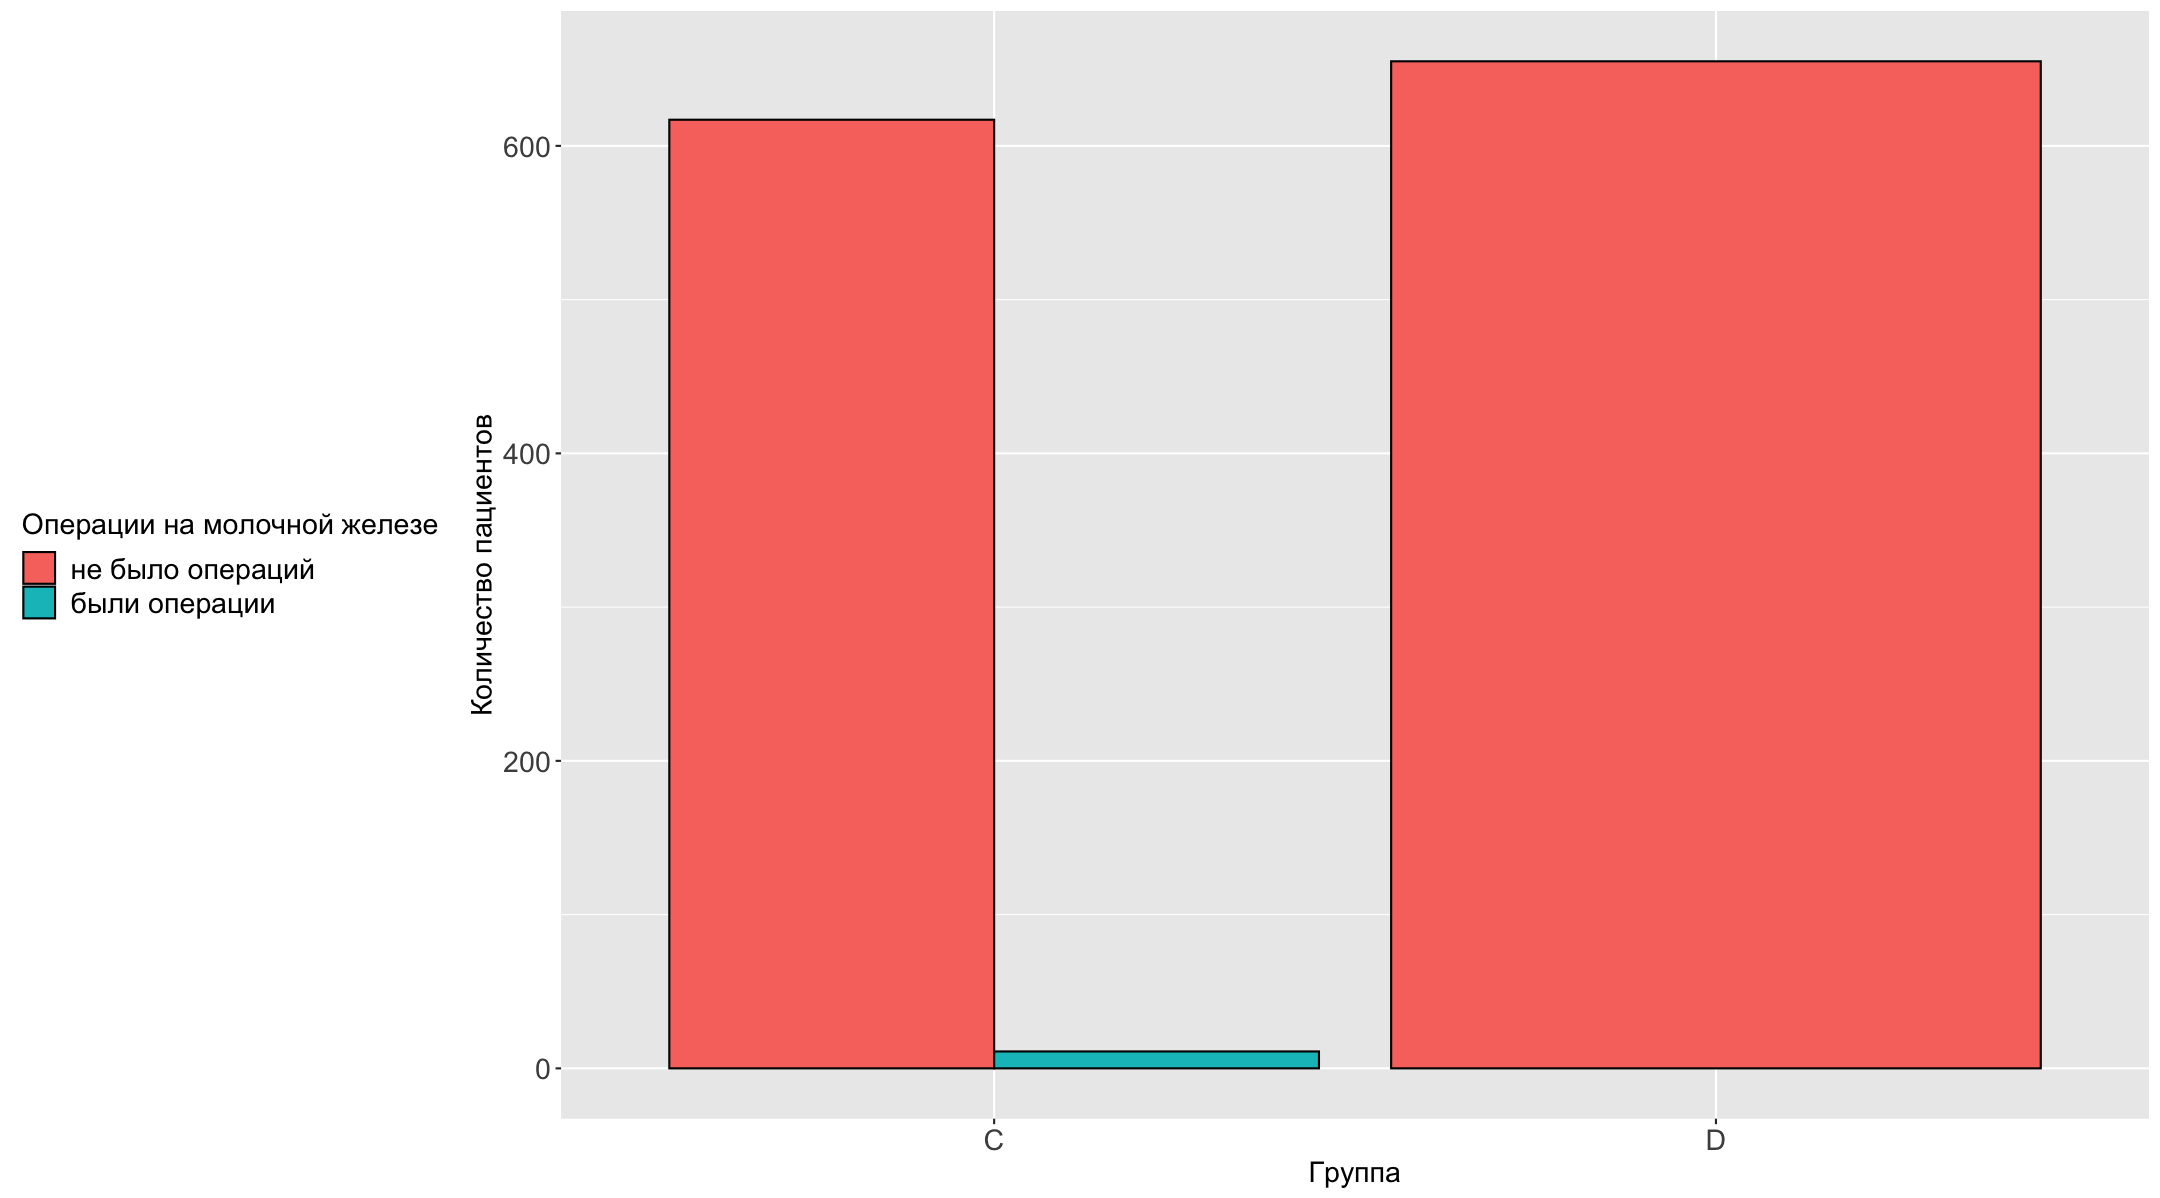 Операции на молочной железе
не было операций
были операции
Количество пациентов
600
400
200
0
C
D
Группа